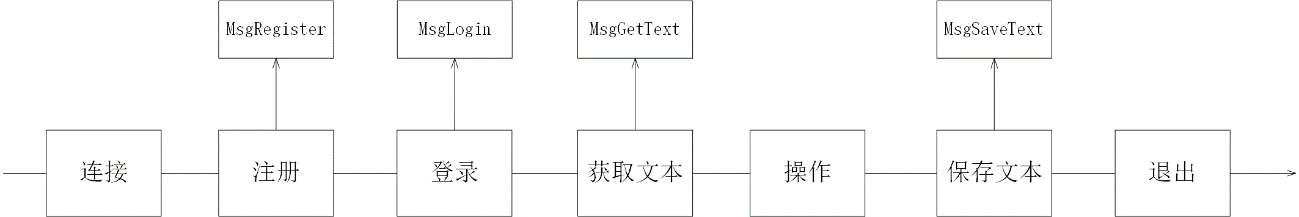 MsgRegister
MsgLogin
MsgGetText
MsgSaveText
连接
注册
登录
获取文本
操作
保存文本
退出